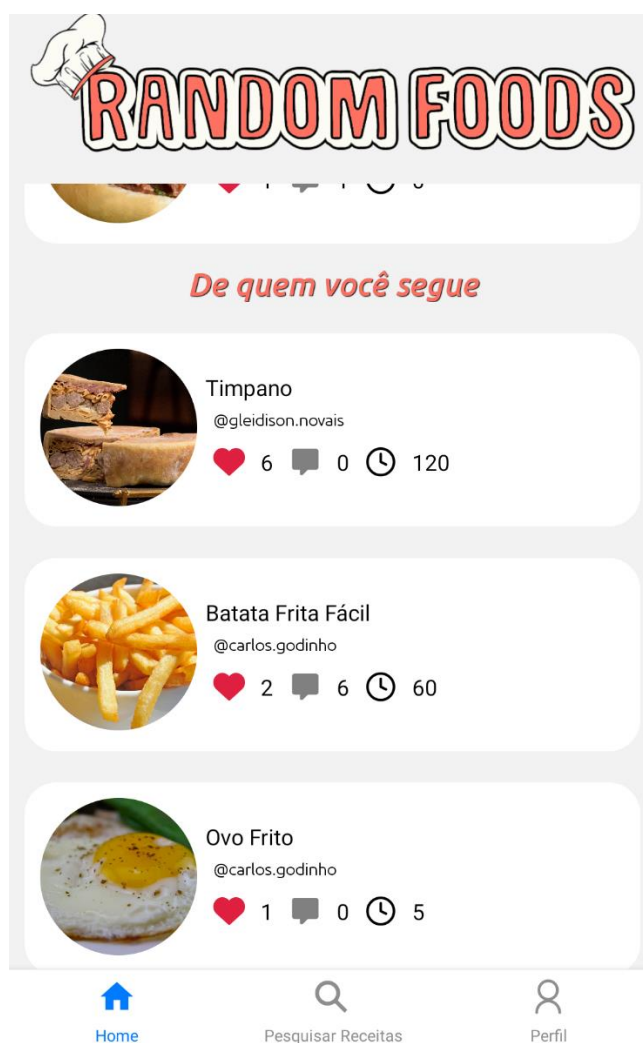 RANDOM FOODS
De quem você segue
Timpano
@gleidison.novais
6 0 120
Batata Frita Fácil
@carlos.godinho
2 6 60
Ovo Frito
@carlos.godinho
1 0 5
Home Pesquisar Receitas Perfil